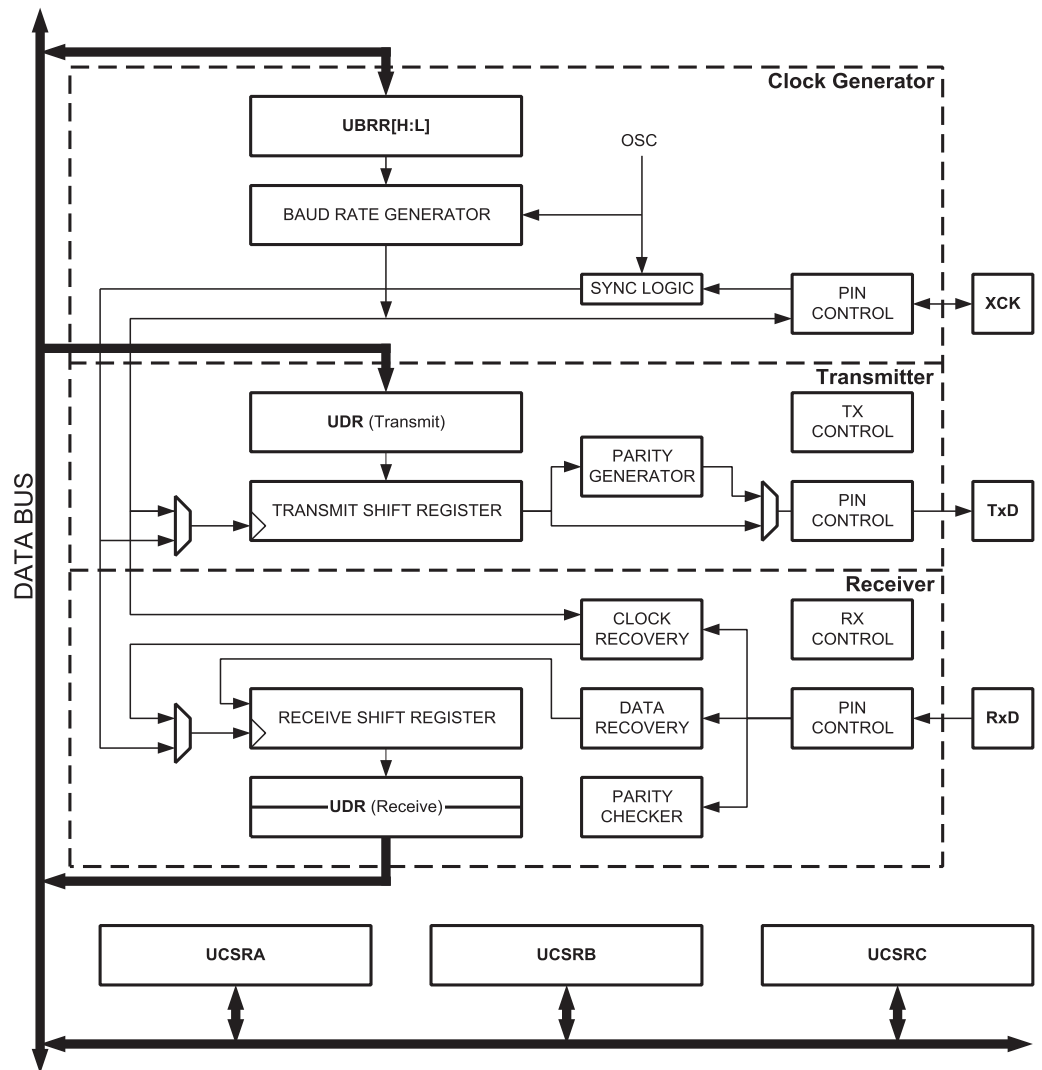 Clock Generator
UBRR[H:L]
OSC
BAUD RATE GENERATOR
SYNC LOGIC
PIN
CONTROL
XCK
Transmitter
UDR (Transmit)
TX
CONTROL
PARITY
GENERATOR
TRANSMIT SHIFT REGISTER
PIN
CONTROL
TxD
DATA BUS
Receiver
CLOCK
RECOVERY
RX
CONTROL
RECEIVE SHIFT REGISTER
DATA
RECOVERY
PIN
CONTROL
RxD
UDR (Receive)
PARITY
CHECKER
UCSRA
UCSRB
UCSRC